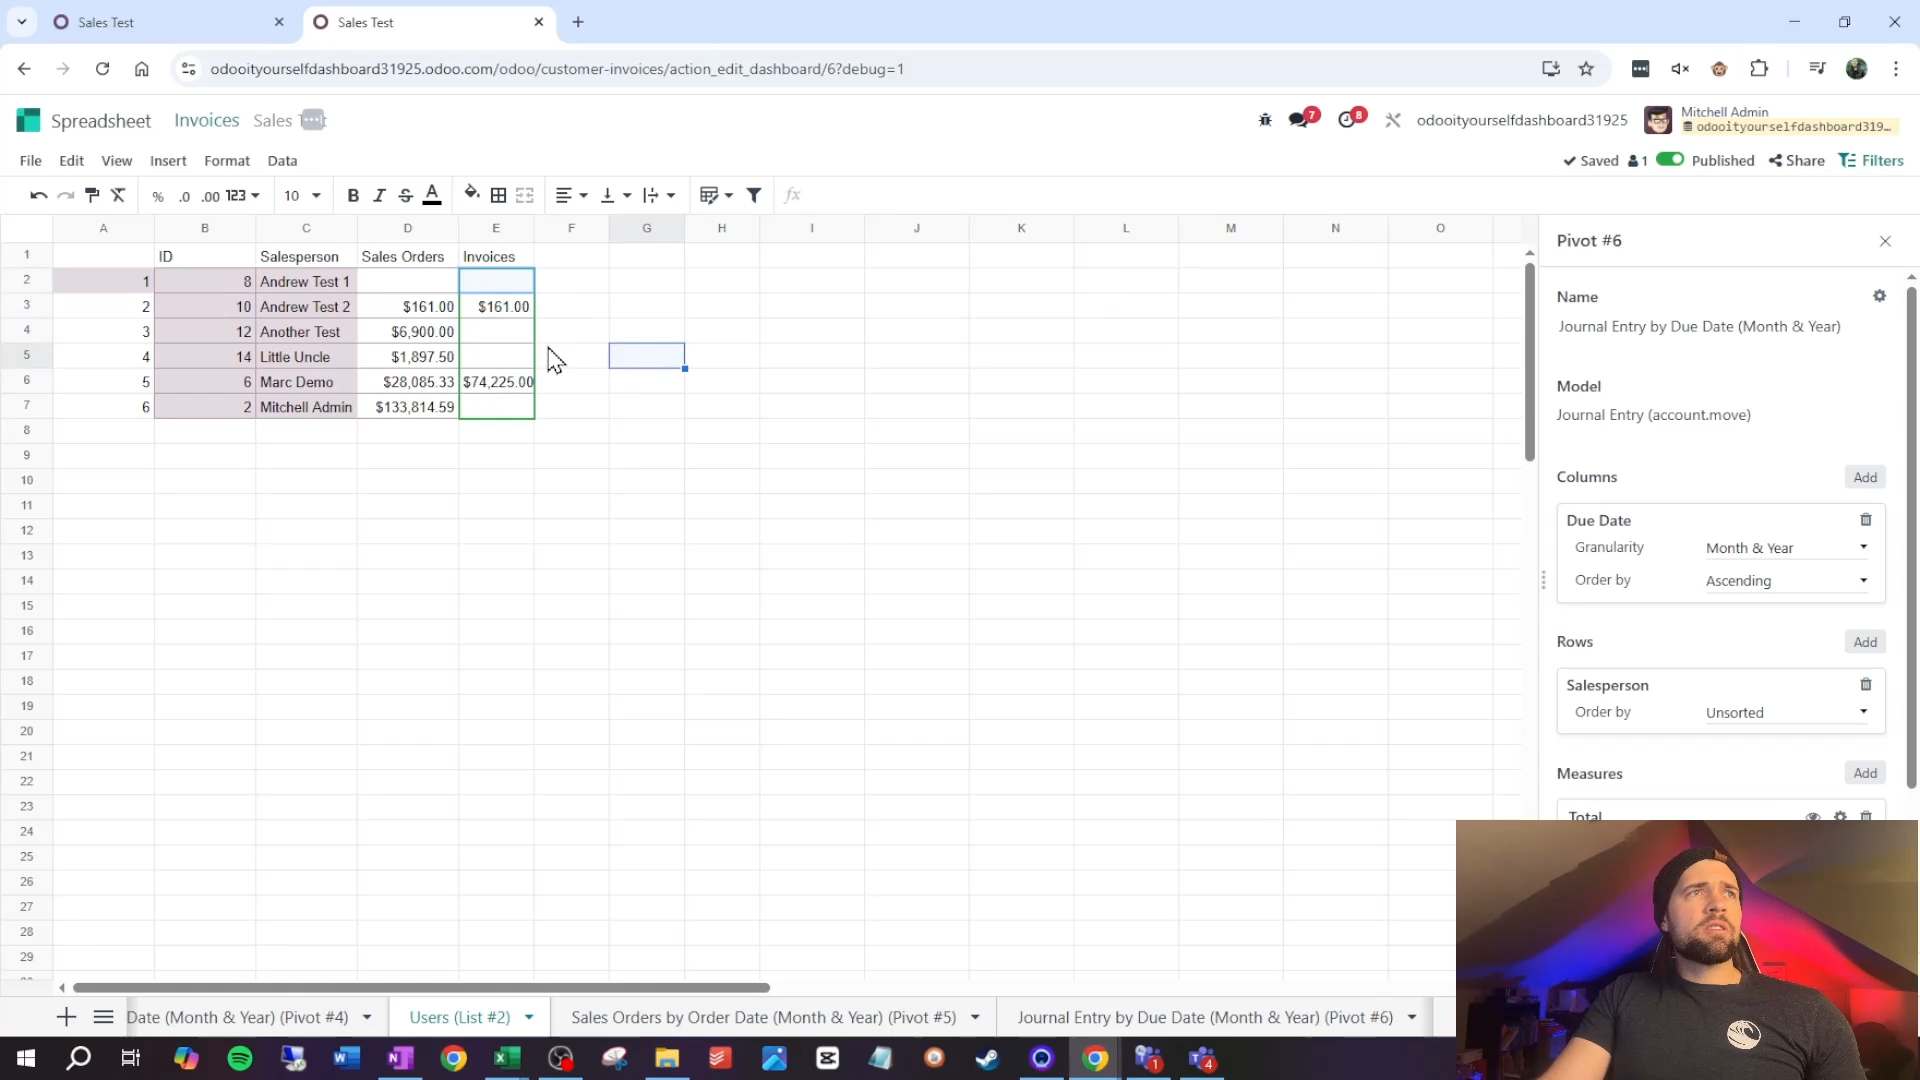 Sales Test
Sales Test
odooityourselfdashboard31925.odoo.com/odoo/customer-invoices/action_edit_dashboard/6?debug=1
Spreadsheet Invoices Sales
7
8
odooityourselfdashboard31925
Mitchell Admin
odooityourselfdashboard319...
File Edit View Insert Format Data
Saved 1 Published Share Filters
% .0 .00 123 10 B I S A fx
A B C D E F G H I J K L M N O
1 ID Salesperson Sales Orders Invoices
2 1 8 Andrew Test 1
3 2 10 Andrew Test 2 $161.00 $161.00
4 3 12 Another Test $6,900.00
5 4 14 Little Uncle $1,897.50
6 5 6 Marc Demo $28,085.33 $74,225.00
7 6 2 Mitchell Admin $133,814.59
8
9
10
11
12
13
14
15
16
17
18
19
20
21
22
23
24
25
26
27
28
29
Pivot #6
Name
Journal Entry by Due Date (Month & Year)
Model
Journal Entry (account.move)
Columns Add
Due Date
Granularity Month & Year
Order by Ascending
Rows Add
Salesperson
Order by Unsorted
Measures Add
Total
Date (Month & Year) (Pivot #4)
Users (List #2)
Sales Orders by Order Date (Month & Year) (Pivot #5)
Journal Entry by Due Date (Month & Year) (Pivot #6)
1
4